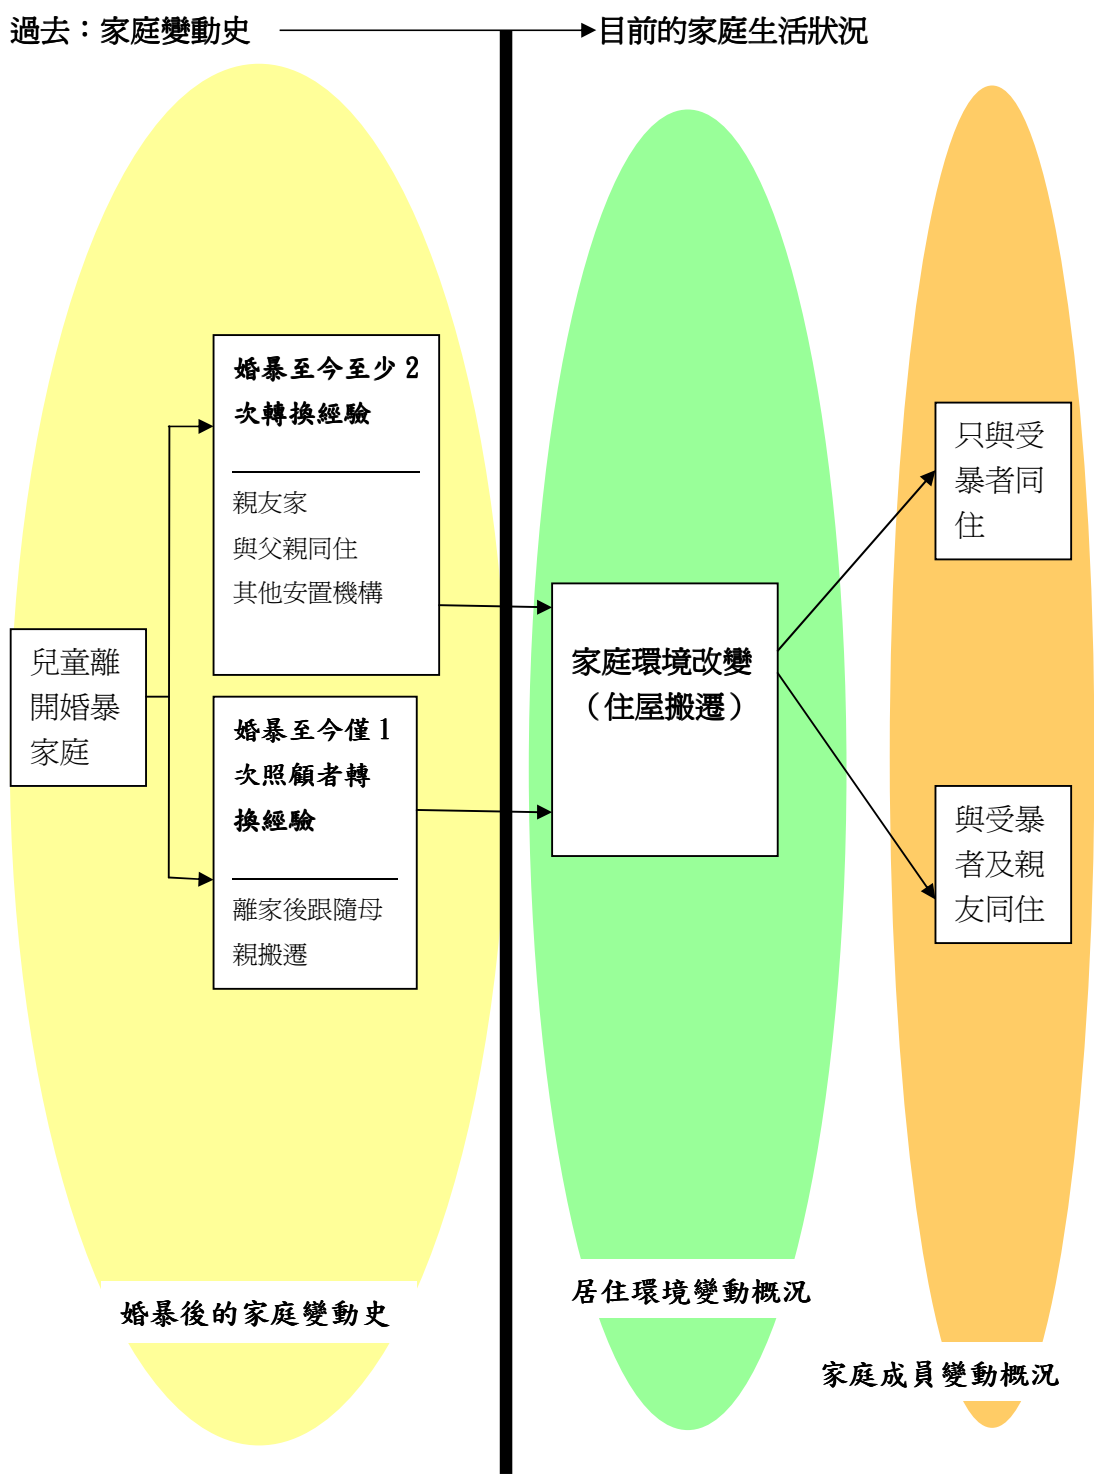 過去：家庭變動史
目前的家庭生活狀況
兒童離
開婚暴
家庭
婚暴至今至少 2
次轉換經驗
親友家
與父親同住
其他安置機構
婚暴至今僅 1
次照顧者轉
換經驗
離家後跟隨母
親搬遷
家庭環境改變
（住屋搬遷）
只與受
暴者同
住
與受暴
者及親
友同住
婚暴後的家庭變動史
居住環境變動概況
家庭成員變動概況